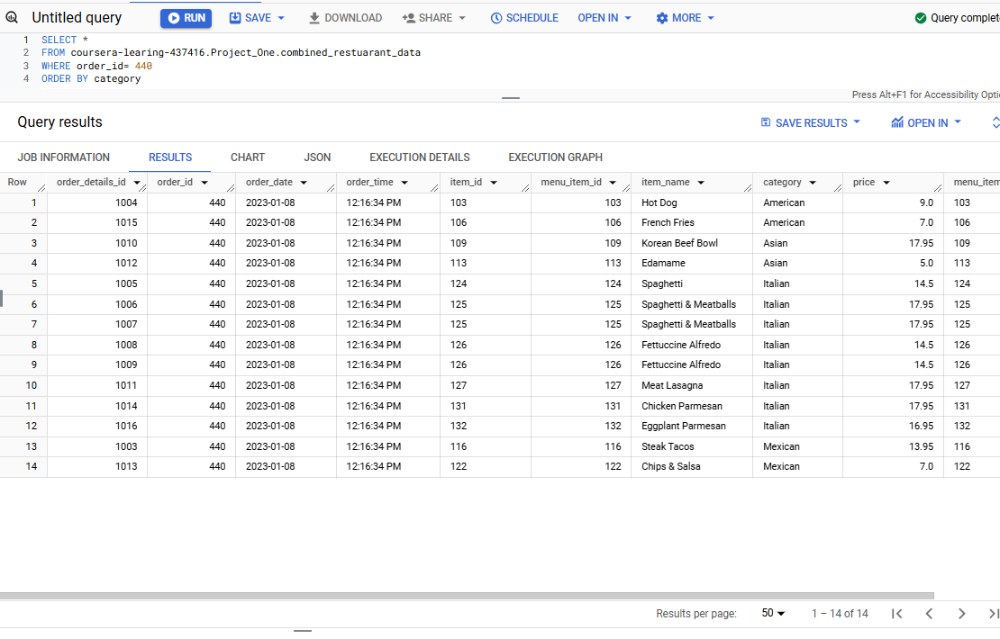 Untitled query RUN SAVE DOWNLOAD SHARE SCHEDULE OPEN IN MORE Query complet
1 SELECT *
2 FROM coursera-learing-437416.Project_One.combined_restuarant_data
3 WHERE order_id= 440
4 ORDER BY category
Press Alt+F1 for Accessibility Opti
Query results SAVE RESULTS OPEN IN
JOB INFORMATION RESULTS CHART JSON EXECUTION DETAILS EXECUTION GRAPH
Row order_details_id order_id order_date order_time item_id menu_item_id item_name category price menu_item
1 1004 440 2023-01-08 12:16:34 PM 103 103 Hot Dog American 9.0 103
2 1015 440 2023-01-08 12:16:34 PM 106 106 French Fries American 7.0 106
3 1010 440 2023-01-08 12:16:34 PM 109 109 Korean Beef Bowl Asian 17.95 109
4 1012 440 2023-01-08 12:16:34 PM 113 113 Edamame Asian 5.0 113
5 1005 440 2023-01-08 12:16:34 PM 124 124 Spaghetti Italian 14.5 124
6 1006 440 2023-01-08 12:16:34 PM 125 125 Spaghetti & Meatballs Italian 17.95 125
7 1007 440 2023-01-08 12:16:34 PM 125 125 Spaghetti & Meatballs Italian 17.95 125
8 1008 440 2023-01-08 12:16:34 PM 126 126 Fettuccine Alfredo Italian 14.5 126
9 1009 440 2023-01-08 12:16:34 PM 126 126 Fettuccine Alfredo Italian 14.5 126
10 1011 440 2023-01-08 12:16:34 PM 127 127 Meat Lasagna Italian 17.95 127
11 1014 440 2023-01-08 12:16:34 PM 131 131 Chicken Parmesan Italian 17.95 131
12 1016 440 2023-01-08 12:16:34 PM 132 132 Eggplant Parmesan Italian 16.95 132
13 1003 440 2023-01-08 12:16:34 PM 116 116 Steak Tacos Mexican 13.95 116
14 1013 440 2023-01-08 12:16:34 PM 122 122 Chips & Salsa Mexican 7.0 122
Results per page: 50 1 – 14 of 14